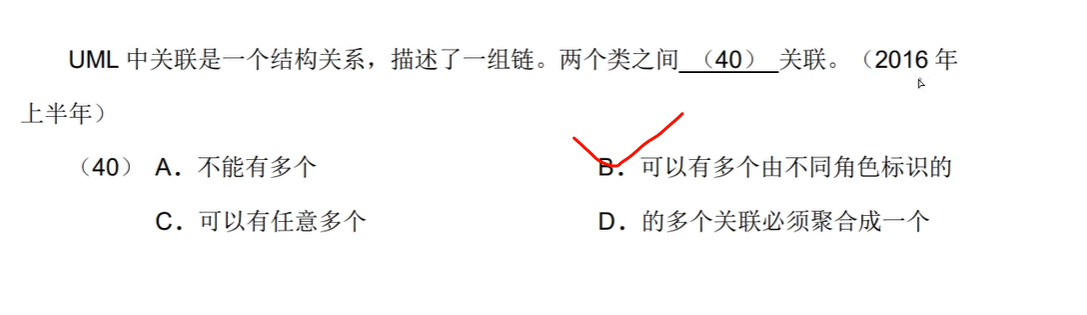 UML 中关联是一个结构关系，描述了一组链。两个类之间 （40） 关联。（2016 年
上半年）
（40） A．不能有多个 B．可以有多个由不同角色标识的
C．可以有任意多个 D．的多个关联必须聚合成一个